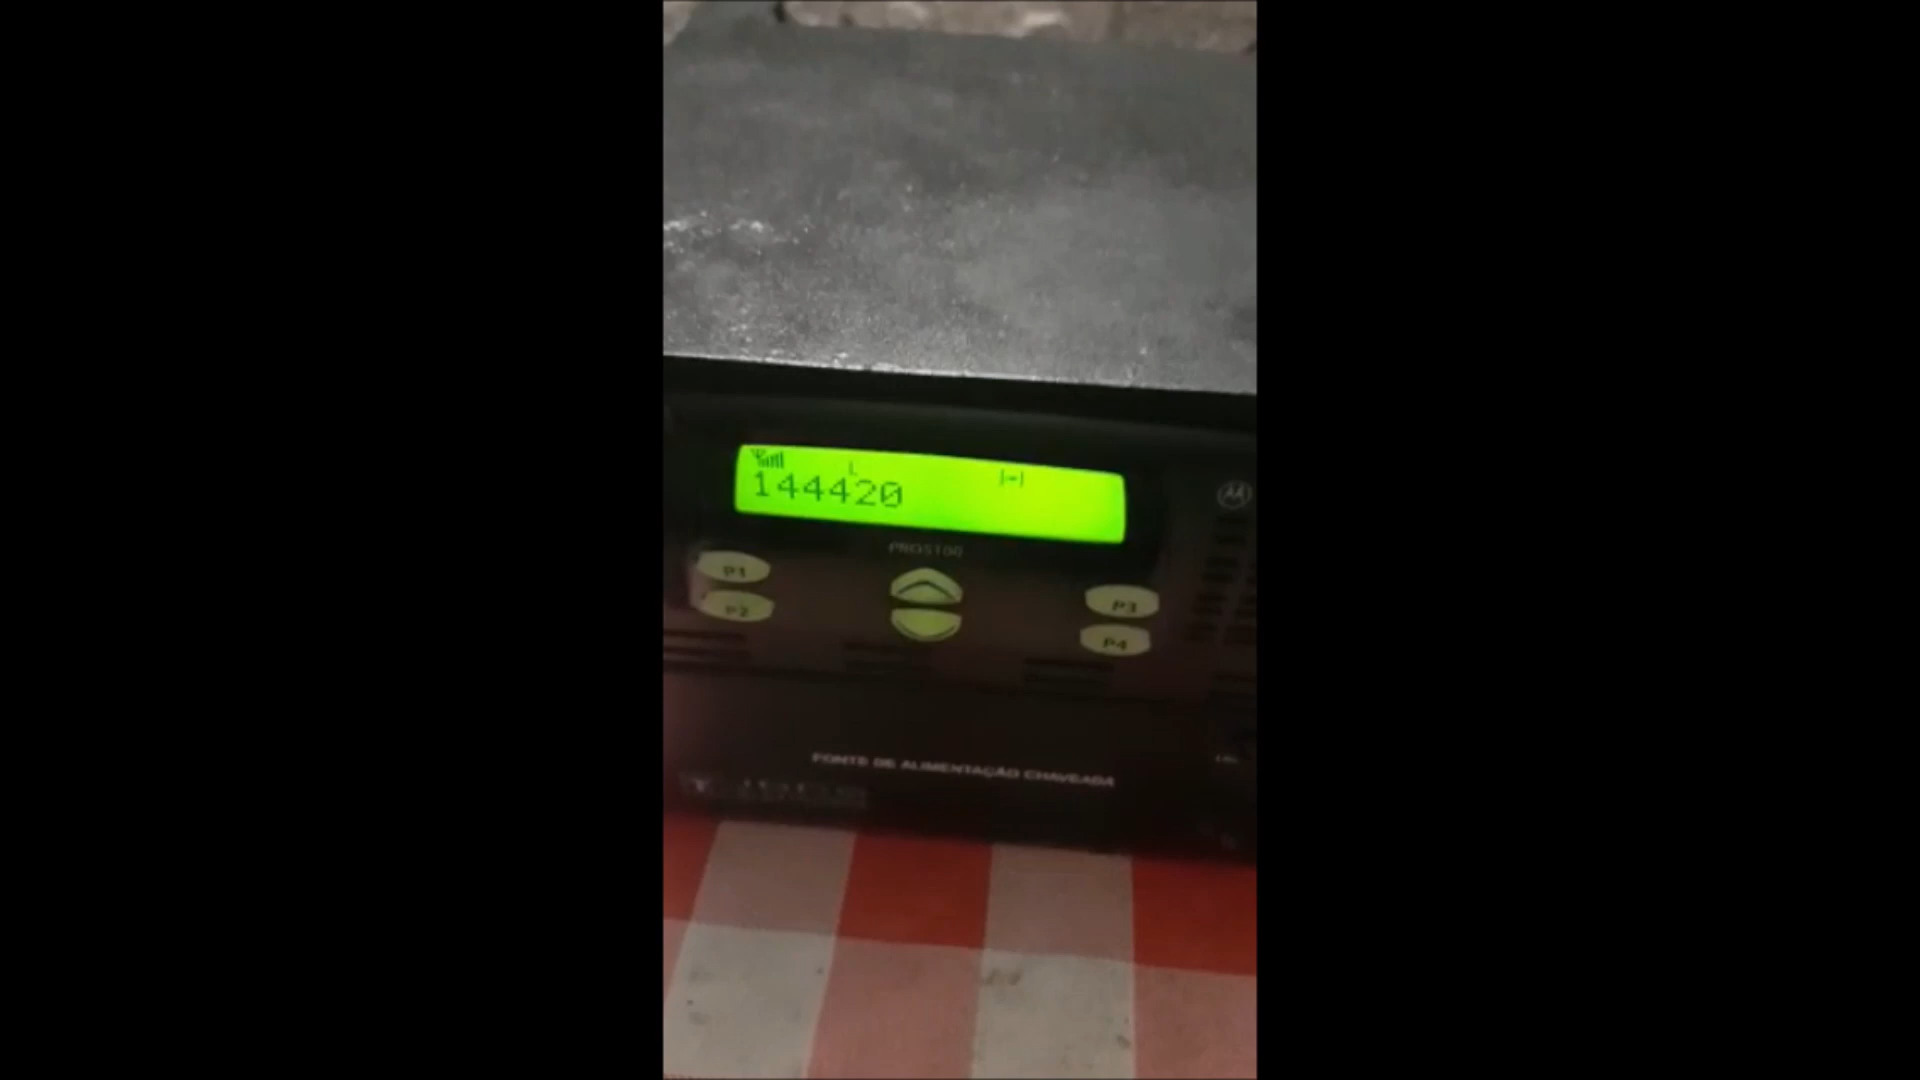 L
144420
PRO5100
P1
P2
P3
P4
FONTE DE ALIMENTAÇÃO CHAVEADA